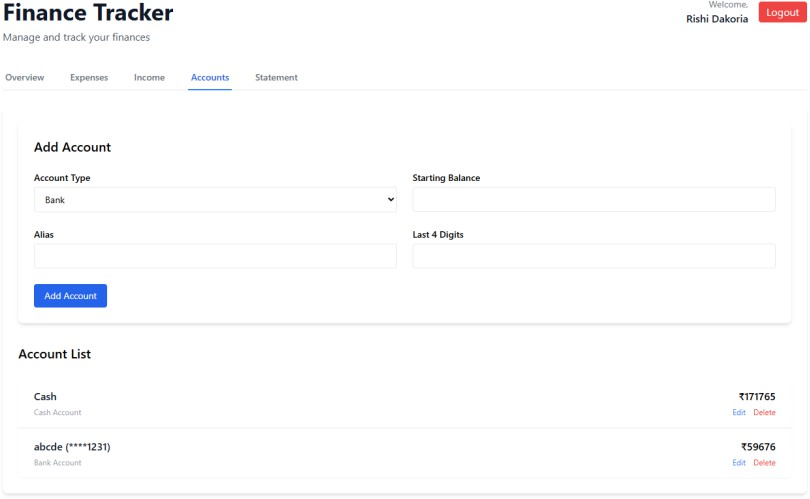 Finance Tracker
Manage and track your finances
Welcome,
Rishi Dakoria
Logout
Overview Expenses Income Accounts Statement
Add Account
Account Type Starting Balance
Bank
Alias Last 4 Digits
Add Account
Account List
Cash ₹171765
Cash Account Edit Delete
abcde (****1231) ₹59676
Bank Account Edit Delete